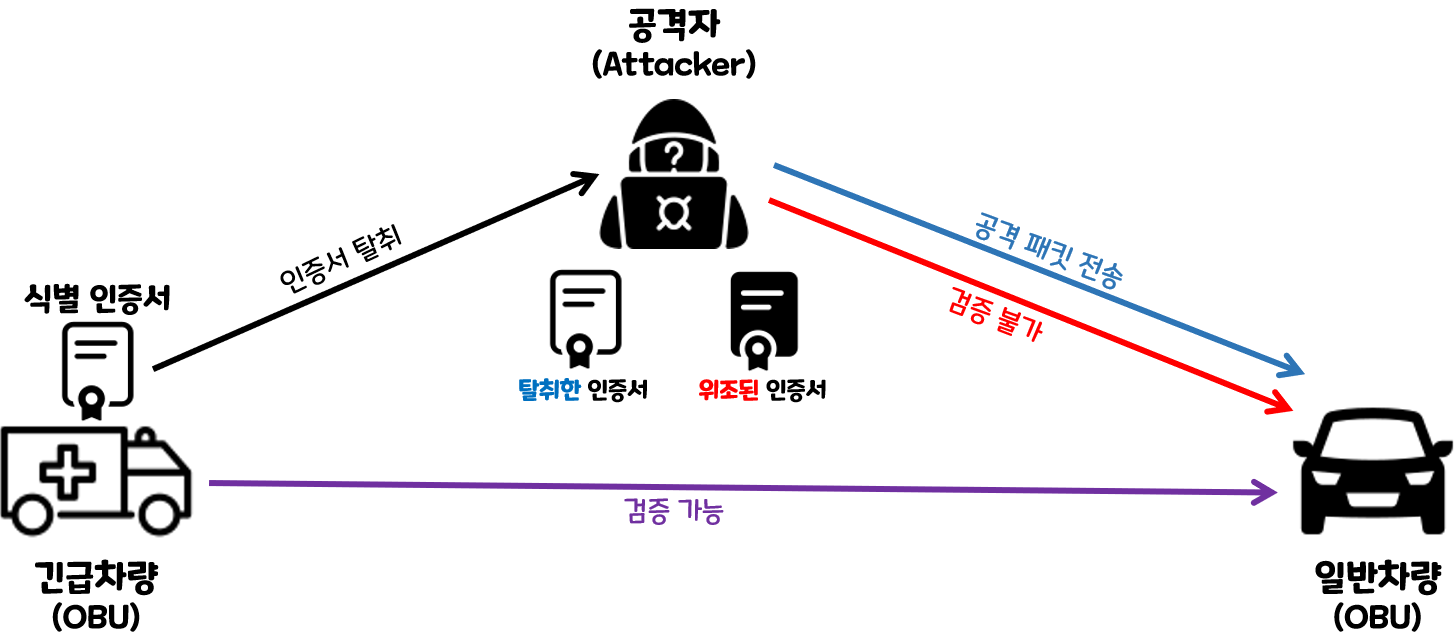 공격자
(Attacker)
?
인증서 탈취
공격 패킷 전송
검증 불가
식별 인증서
탈취한 인증서
위조된 인증서
검증 가능
긴급차량
(OBU)
일반차량
(OBU)